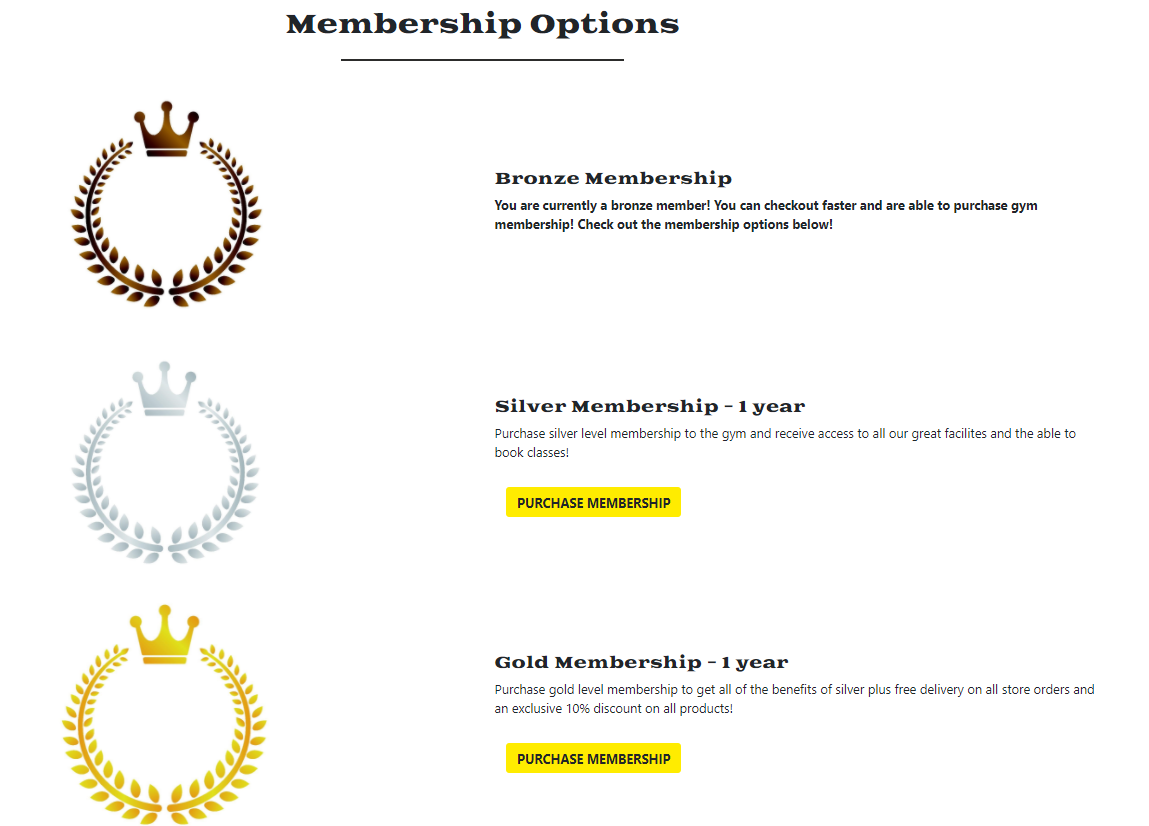 Membership Options
Bronze Membership
You are currently a bronze member! You can checkout faster and are able to purchase gym
membership! Check out the membership options below!
Silver Membership - 1 year
Purchase silver level membership to the gym and receive access to all our great facilites and the able to
book classes!
PURCHASE MEMBERSHIP
Gold Membership - 1 year
Purchase gold level membership to get all of the benefits of silver plus free delivery on all store orders and
an exclusive 10% discount on all products!
PURCHASE MEMBERSHIP